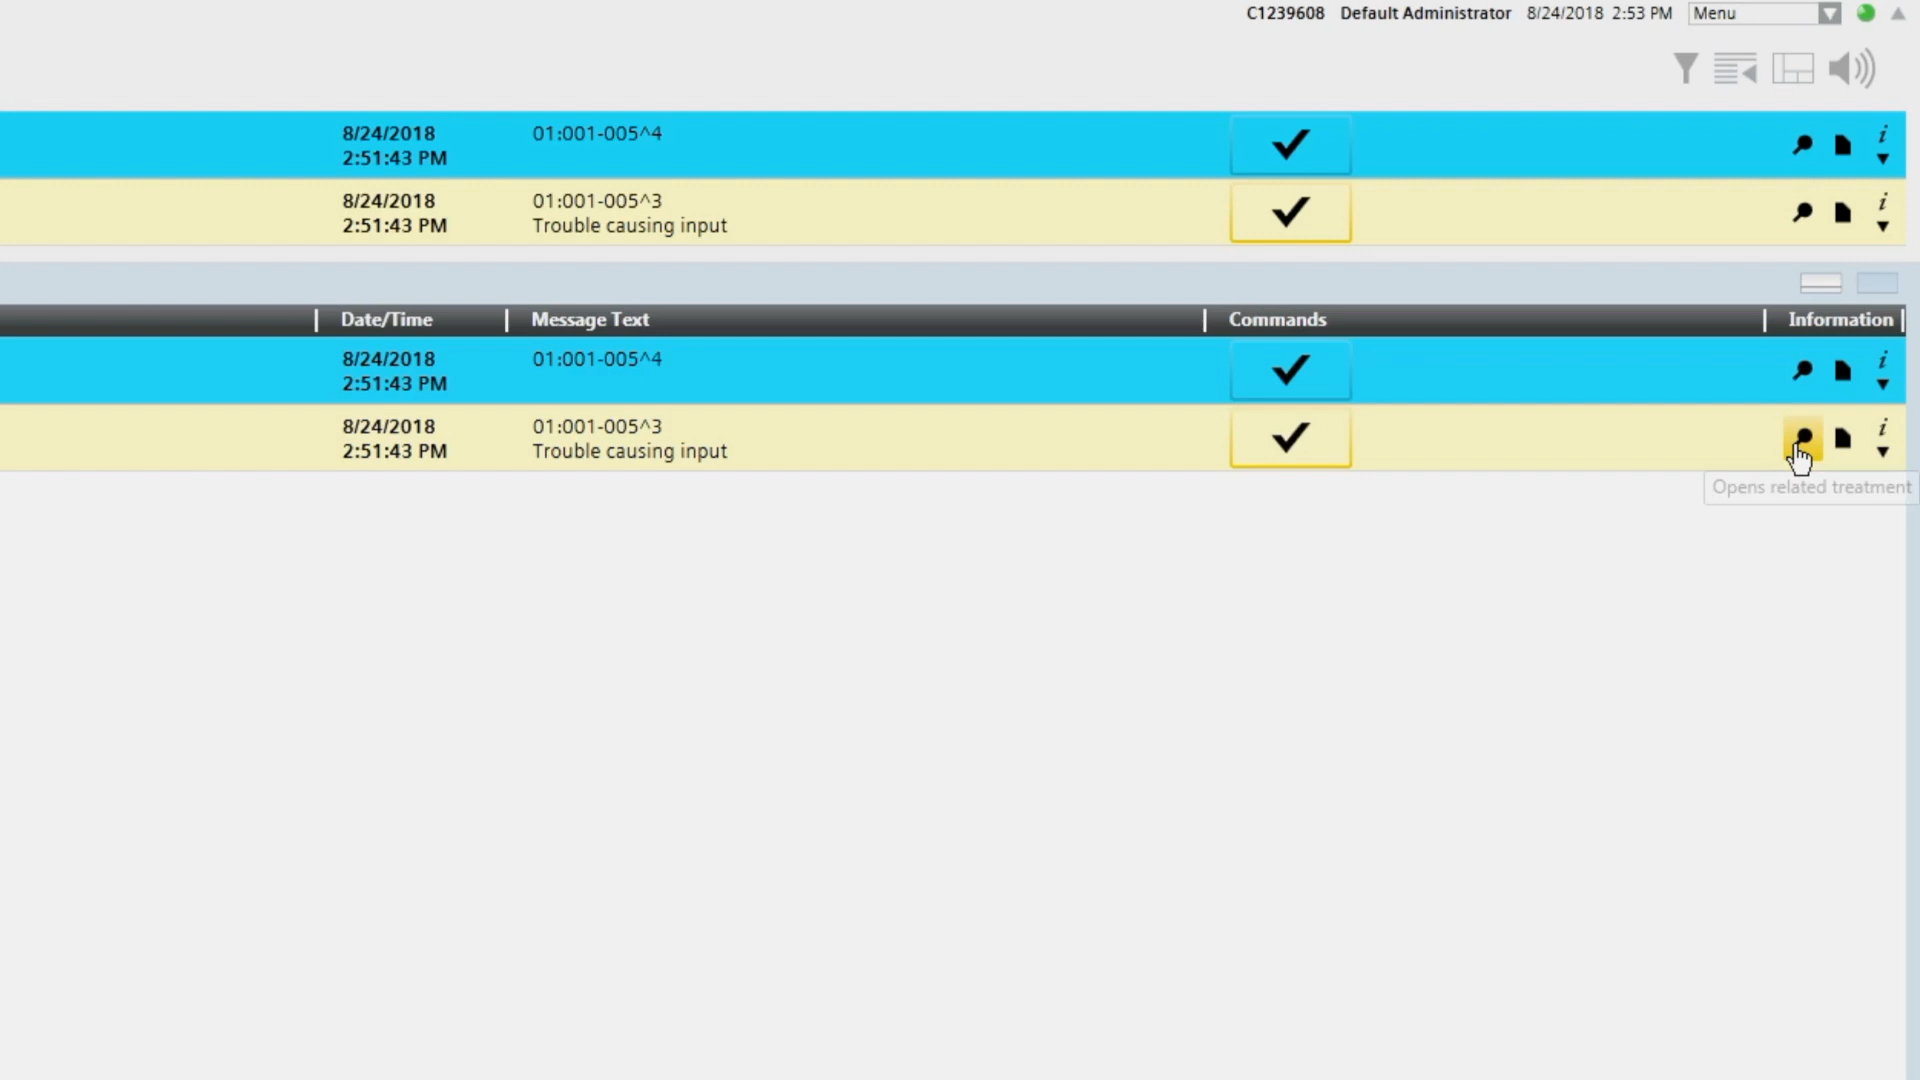 C1239608 Default Administrator 8/24/2018 2:53 PM Menu
8/24/2018 01:001-005^4
2:51:43 PM
8/24/2018 01:001-005^3
2:51:43 PM Trouble causing input
Date/Time Message Text Commands Information
8/24/2018 01:001-005^4
2:51:43 PM
8/24/2018 01:001-005^3
2:51:43 PM Trouble causing input
Opens related treatment